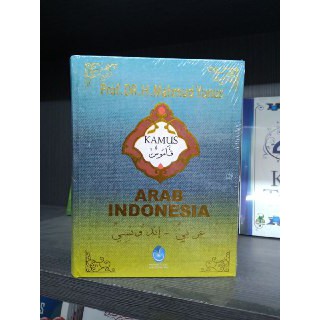 Prof. DR. H. Mahmud Yunus
KAMUS
قاموس
ARAB
INDONESIA
عربي - إندونيسي